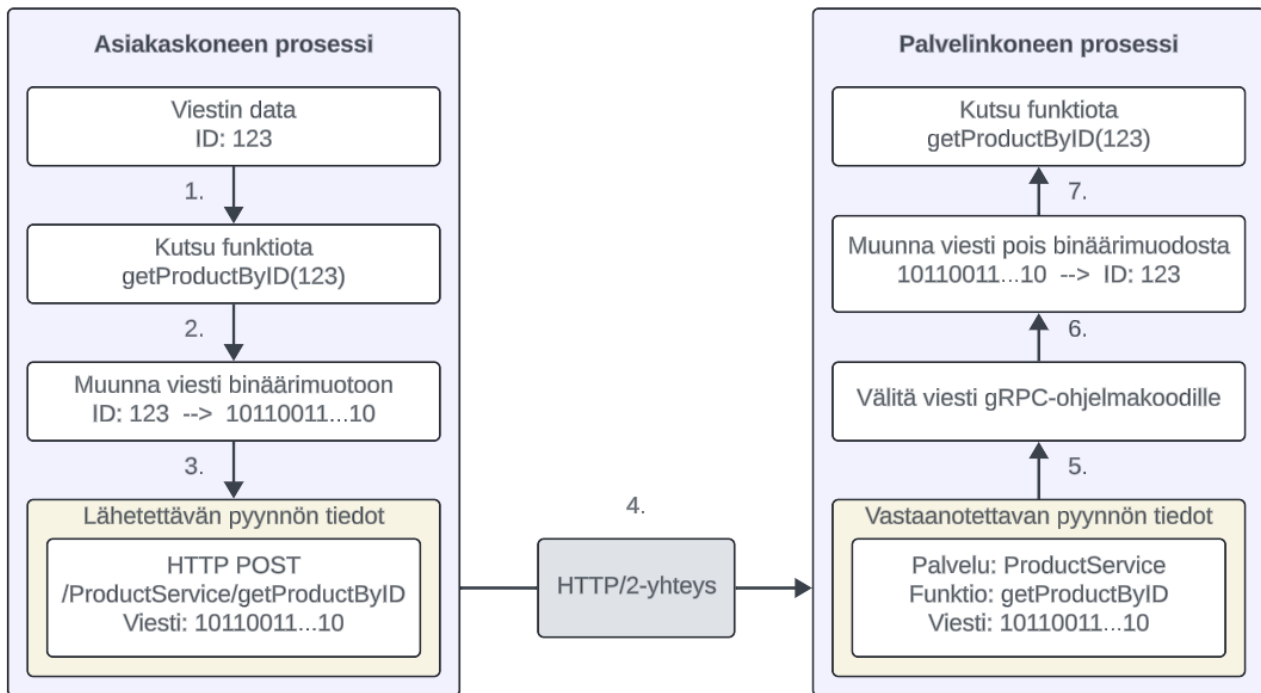 Asiakaskoneen prosessi
Viestin data
ID: 123
1.
Kutsu funktiota
getProductByID(123)
2.
Muunna viesti binäärimuotoon
ID: 123 --> 10110011...10
3.
Lähetettävän pyynnön tiedot
HTTP POST
/ProductService/getProductByID
Viesti: 10110011...10
4.
HTTP/2-yhteys
Palvelinkoneen prosessi
Kutsu funktiota
getProductByID(123)
7.
Muunna viesti pois binäärimuodosta
10110011...10 --> ID: 123
6.
Välitä viesti gRPC-ohjelmakoodille
5.
Vastaanotettavan pyynnön tiedot
Palvelu: ProductService
Funktio: getProductByID
Viesti: 10110011...10